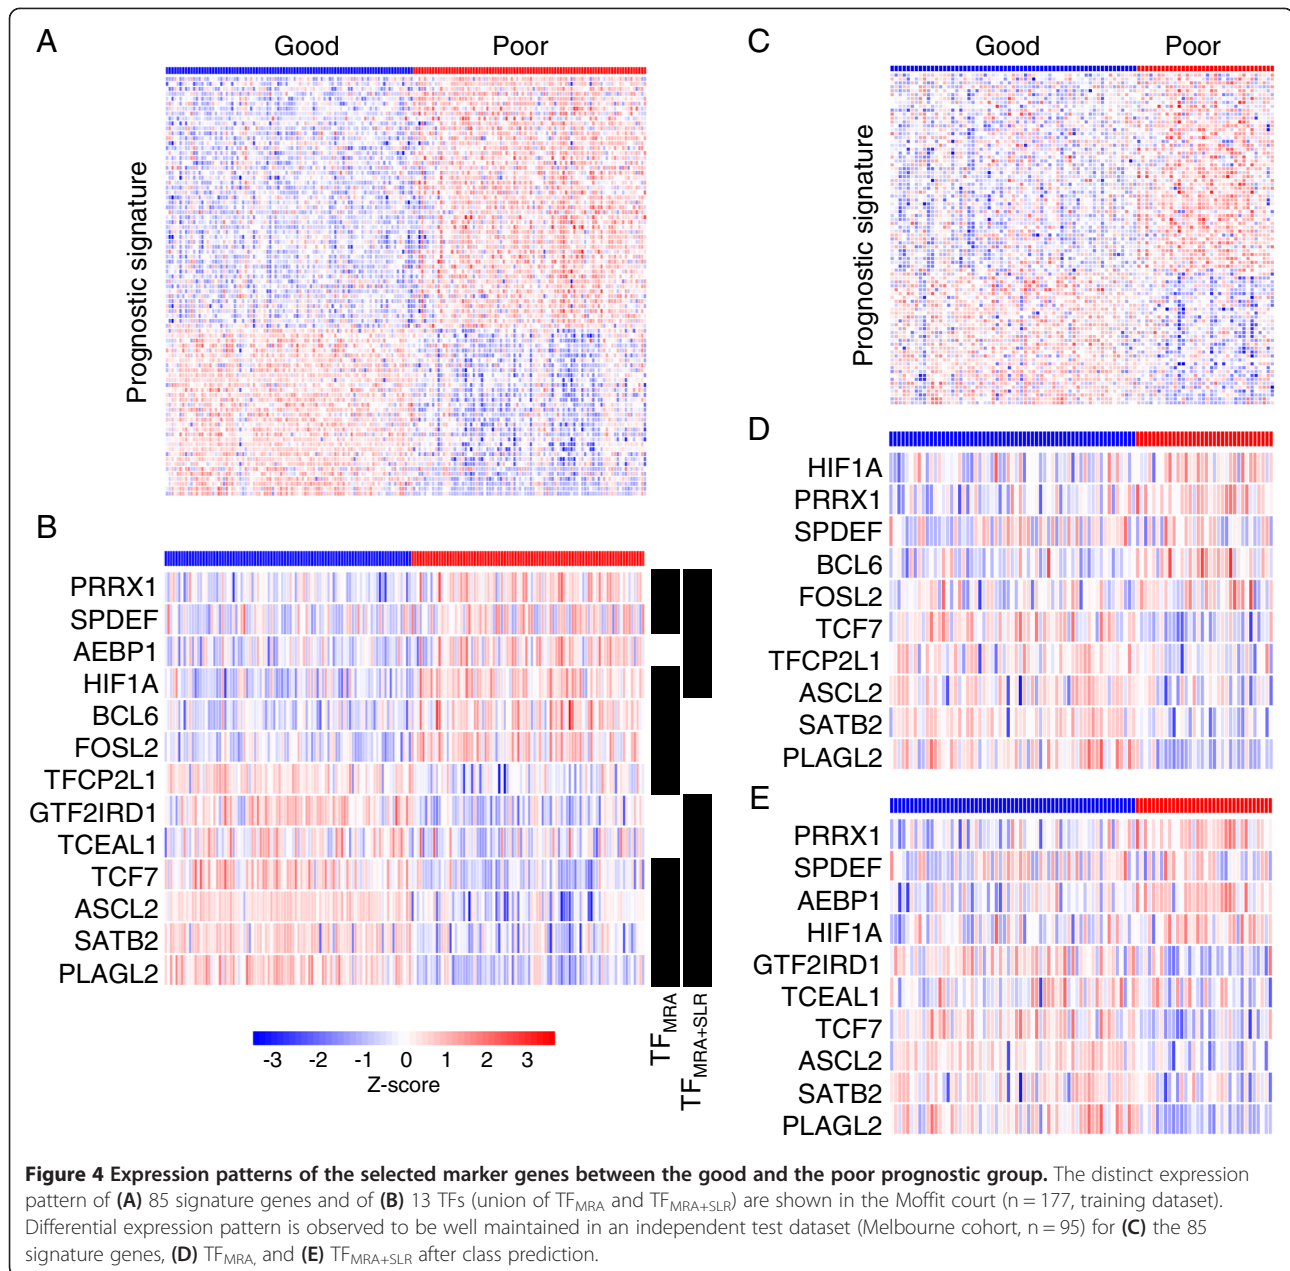 A
Good Poor
Prognostic signature
B
PRRX1
SPDEF
AEBP1
HIF1A
BCL6
FOSL2
TFCP2L1
GTF2IRD1
TCEAL1
TCF7
ASCL2
SATB2
PLAGL2
TFMRA
TFMRA+SLR
-3 -2 -1 0 1 2 3
Z-score
C
Good Poor
Prognostic signature
D
HIF1A
PRRX1
SPDEF
BCL6
FOSL2
TCF7
TFCP2L1
ASCL2
SATB2
PLAGL2
E
PRRX1
SPDEF
AEBP1
HIF1A
GTF2IRD1
TCEAL1
TCF7
ASCL2
SATB2
PLAGL2
Figure 4 Expression patterns of the selected marker genes between the good and the poor prognostic group. The distinct expression
pattern of (A) 85 signature genes and of (B) 13 TFs (union of TFMRA and TFMRA+SLR) are shown in the Moffit court (n = 177, training dataset).
Differential expression pattern is observed to be well maintained in an independent test dataset (Melbourne cohort, n = 95) for (C) the 85
signature genes, (D) TFMRA, and (E) TFMRA+SLR after class prediction.